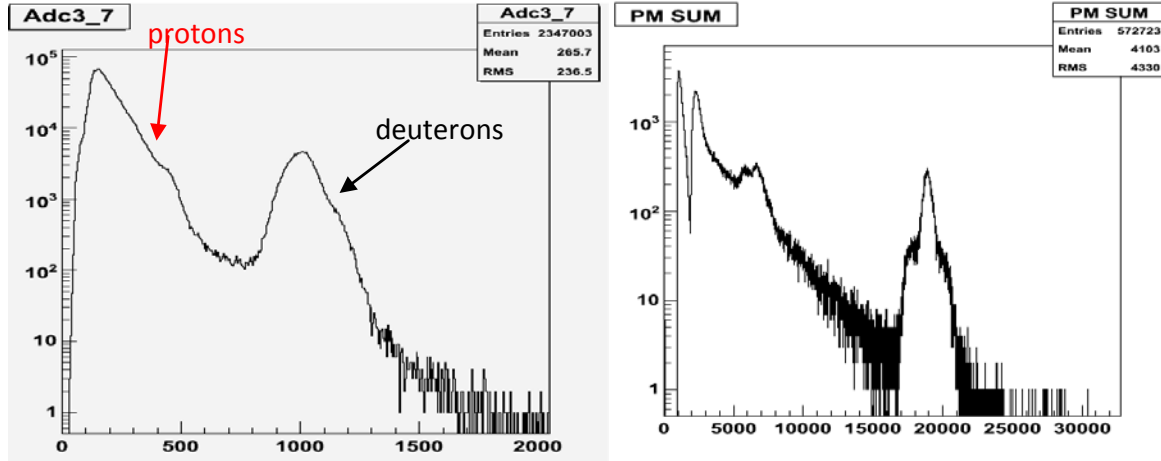 Adc3_7
Adc3_7
Entries 2347003
Mean 265.7
RMS 236.5
protons
deuterons
10^5
10^4
10^3
10^2
10
1
0 500 1000 1500 2000
PM SUM
PM SUM
Entries 572723
Mean 4103
RMS 4330
10^3
10^2
10
1
0 5000 10000 15000 20000 25000 30000